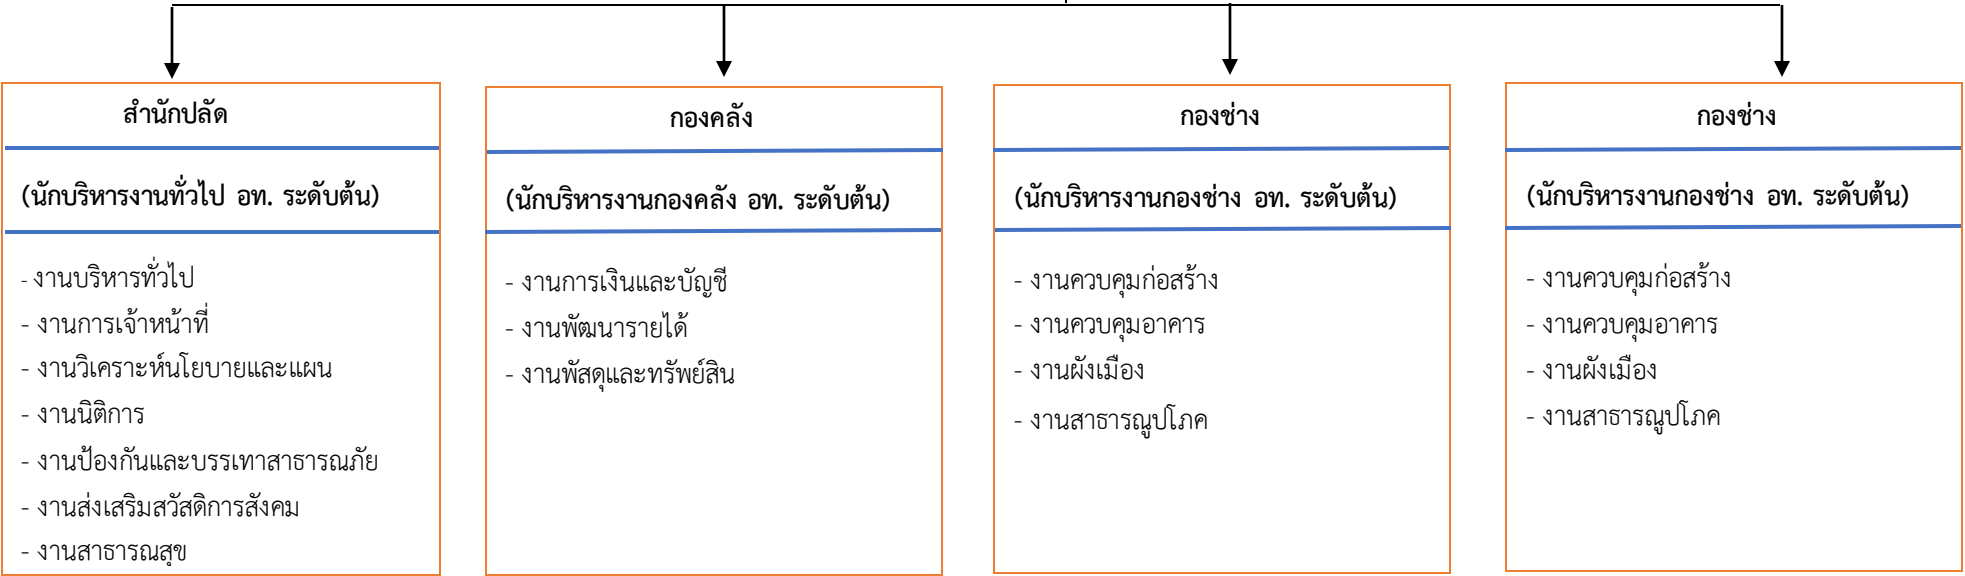 สำนักปลัด
(นักบริหารงานทั่วไป อท. ระดับต้น)
- งานบริหารทั่วไป
- งานการเจ้าหน้าที่
- งานวิเคราะห์นโยบายและแผน
- งานนิติการ
- งานป้องกันและบรรเทาสาธารณภัย
- งานส่งเสริมสวัสดิการสังคม
- งานสาธารณสุข
กองคลัง
(นักบริหารงานกองคลัง อท. ระดับต้น)
- งานการเงินและบัญชี
- งานพัฒนารายได้
- งานพัสดุและทรัพย์สิน
กองช่าง
(นักบริหารงานกองช่าง อท. ระดับต้น)
- งานควบคุมก่อสร้าง
- งานควบคุมอาคาร
- งานผังเมือง
- งานสาธารณูปโภค
กองช่าง
(นักบริหารงานกองช่าง อท. ระดับต้น)
- งานควบคุมก่อสร้าง
- งานควบคุมอาคาร
- งานผังเมือง
- งานสาธารณูปโภค